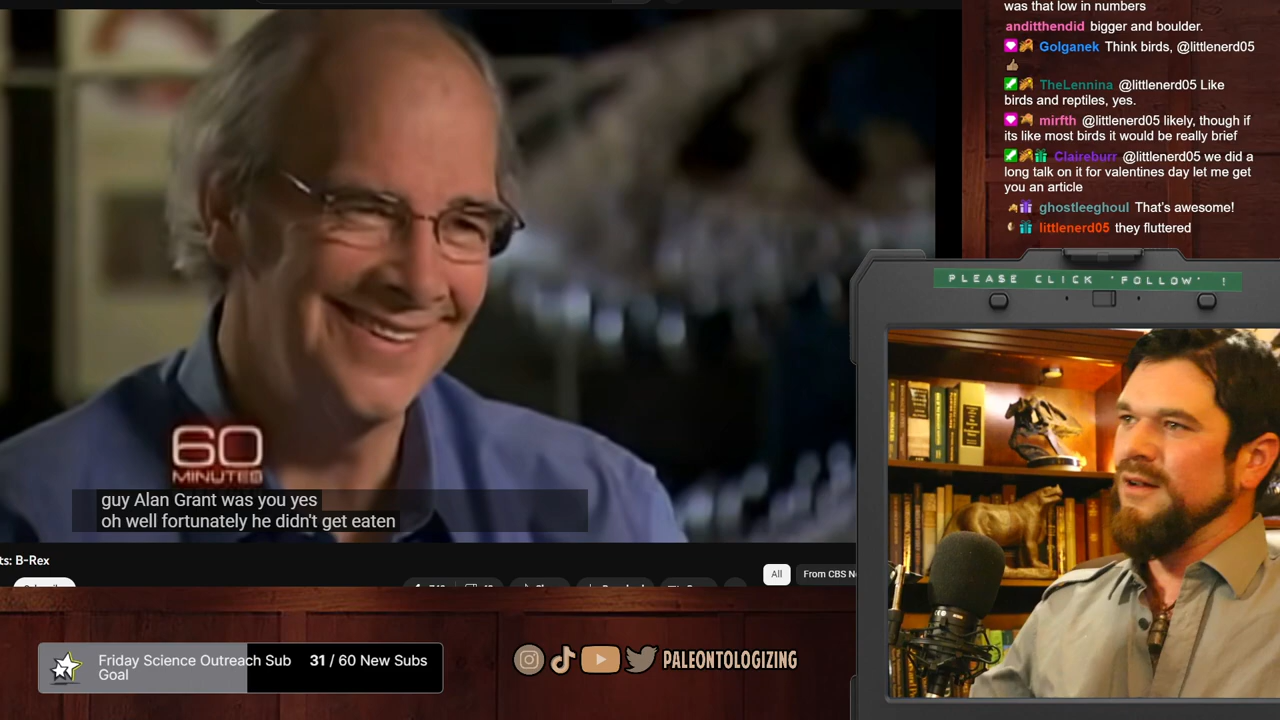 was that low in numbers
anditthendid bigger and boulder.
Golganek Think birds, @littlenerd05
TheLennina @littlenerd05 Like
birds and reptiles, yes.
mirfth @littlenerd05 likely, though if
its like most birds it would be really brief
Claireburr @littlenerd05 we did a
long talk on it for valentines day let me get
you an article
ghostleeghoul That's awesome!
littlenerd05 they fluttered
PLEASE CLICK "FOLLOW" !
60
MINUTES
guy Alan Grant was you yes
oh well fortunately he didn't get eaten
ts: B-Rex
All
From CBS Ne
Friday Science Outreach Sub
Goal
31 / 60 New Subs
PALEONTOLOGIZING